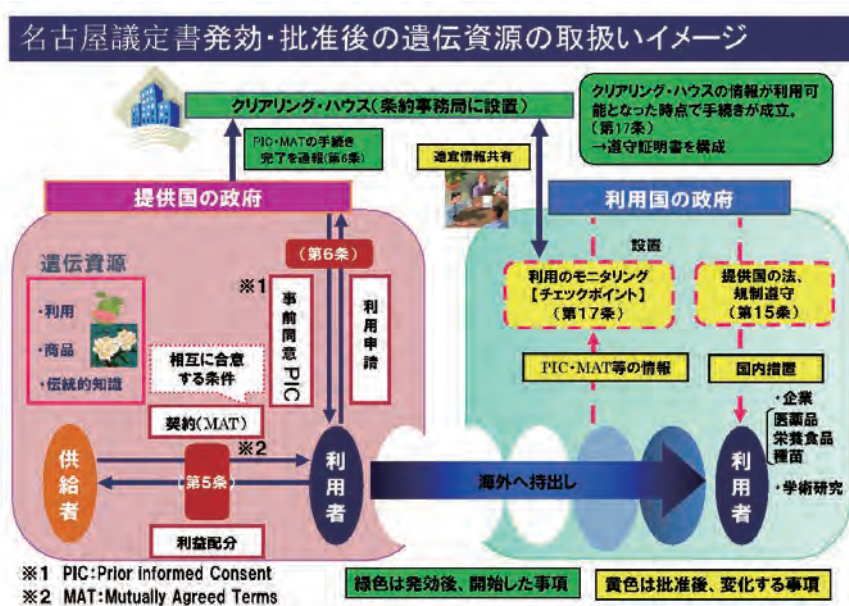 名古屋議定書発効・批准後の遺伝資源の取扱いイメージ
クリアリング・ハウス(条約事務局に設置)
クリアリング・ハウスの情報が利用可
能となった時点で手続きが成立。
(第17条)
→遵守証明書を構成
PIC・MATの手続き
完了を通報(第6条)
適宜情報共有
提供国の政府
利用国の政府
設置
遺伝資源
・利用
・商品
・伝統的知識
(第6条)
※1
事前同意 PIC
利用申請
相互に合意
する条件
契約(MAT)
※2
供給者
(第5条)
利用者
利益配分
利用のモニタリング
【チェックポイント】
(第17条)
提供国の法、
規制遵守
(第15条)
PIC・MAT等の情報
国内措置
海外へ持出し
利用者
・企業
医薬品
栄養食品
種苗
・学術研究
※1 PIC:Prior informed Consent
※2 MAT:Mutually Agreed Terms
緑色は発効後、開始した事項
黄色は批准後、変化する事項